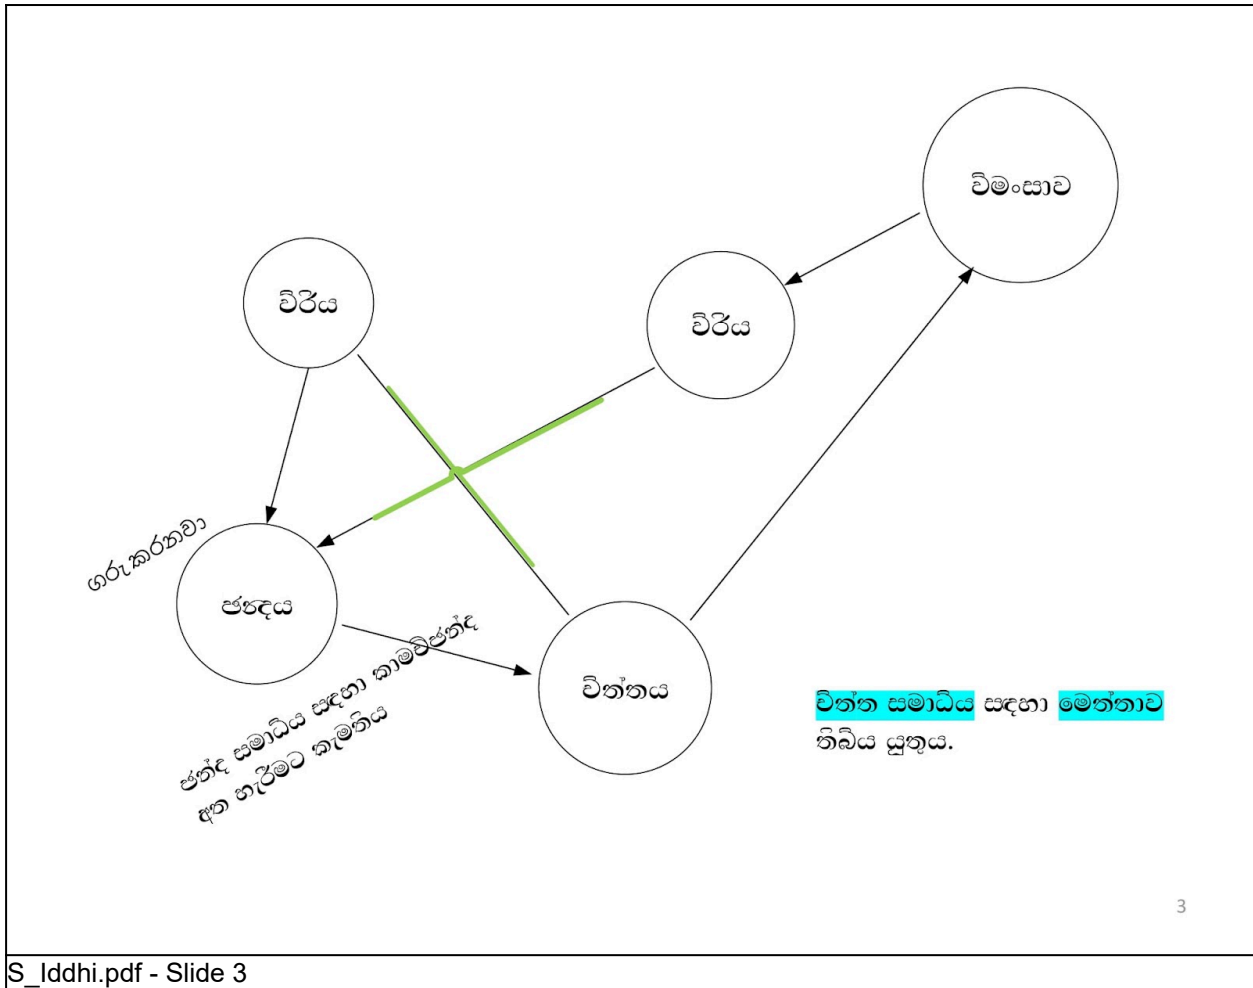 විමංසාව
විරිය
විරිය
ගරුකරනවා
ඡන්‍දය
චිත්තය
ඡන්ද සමාධිය සඳහා කාමච්ඡන්ද
අත හැරීමට කැමතිය
චිත්ත සමාධිය සඳහා මෙත්තාව
තිබිය යුතුය.
3
S_Iddhi.pdf - Slide 3